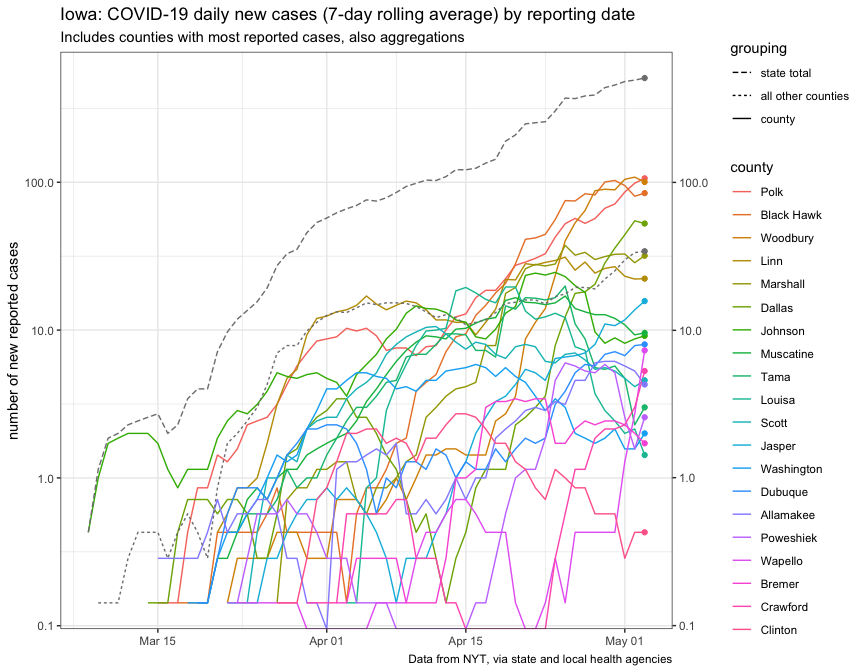 Iowa: COVID-19 daily new cases (7-day rolling average) by reporting date
Includes counties with most reported cases, also aggregations
number of new reported cases
100.0
10.0
1.0
0.1
100.0
10.0
1.0
0.1
Mar 15
Apr 01
Apr 15
May 01
Data from NYT, via state and local health agencies
grouping
state total
all other counties
county
county
Polk
Black Hawk
Woodbury
Linn
Marshall
Dallas
Johnson
Muscatine
Tama
Louisa
Scott
Jasper
Washington
Dubuque
Allamakee
Poweshiek
Wapello
Bremer
Crawford
Clinton